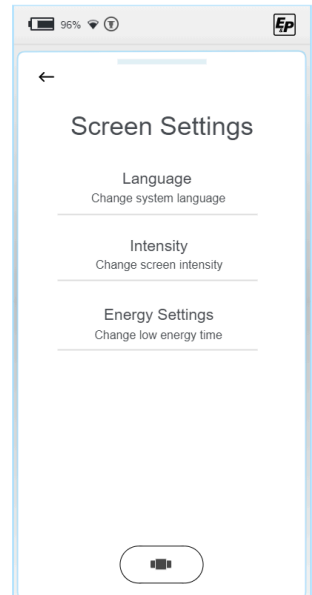 96%
EP
Screen Settings
Language
Change system language
Intensity
Change screen intensity
Energy Settings
Change low energy time